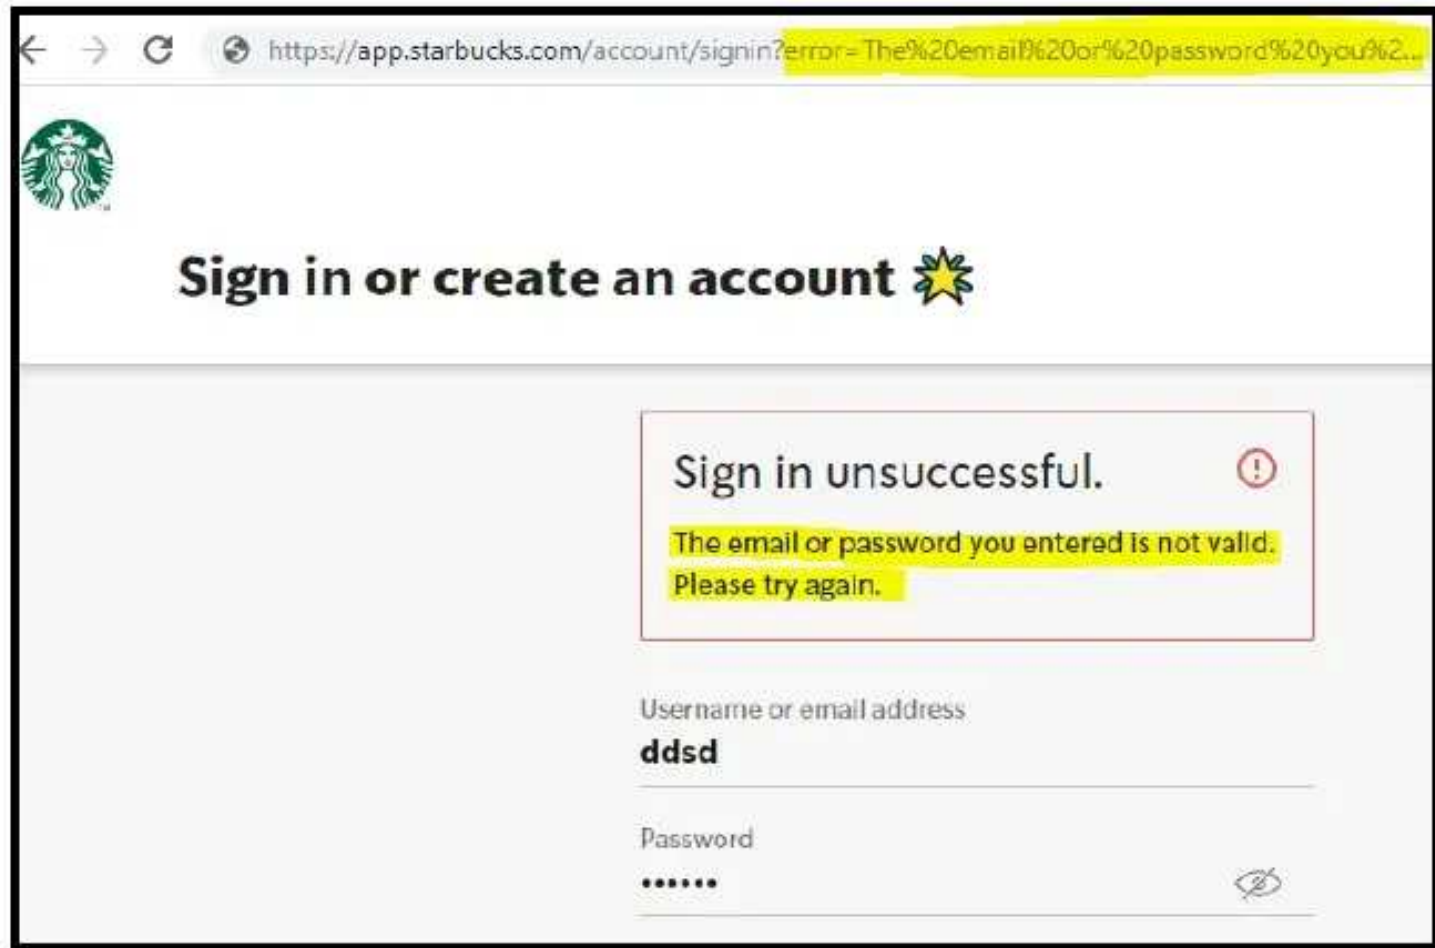 https://app.starbucks.com/account/signin?error=The%20email%20or%20password%20you%2...
Sign in or create an account
Sign in unsuccessful.
The email or password you entered is not valid.
Please try again.
Username or email address
ddsd
Password
••••••